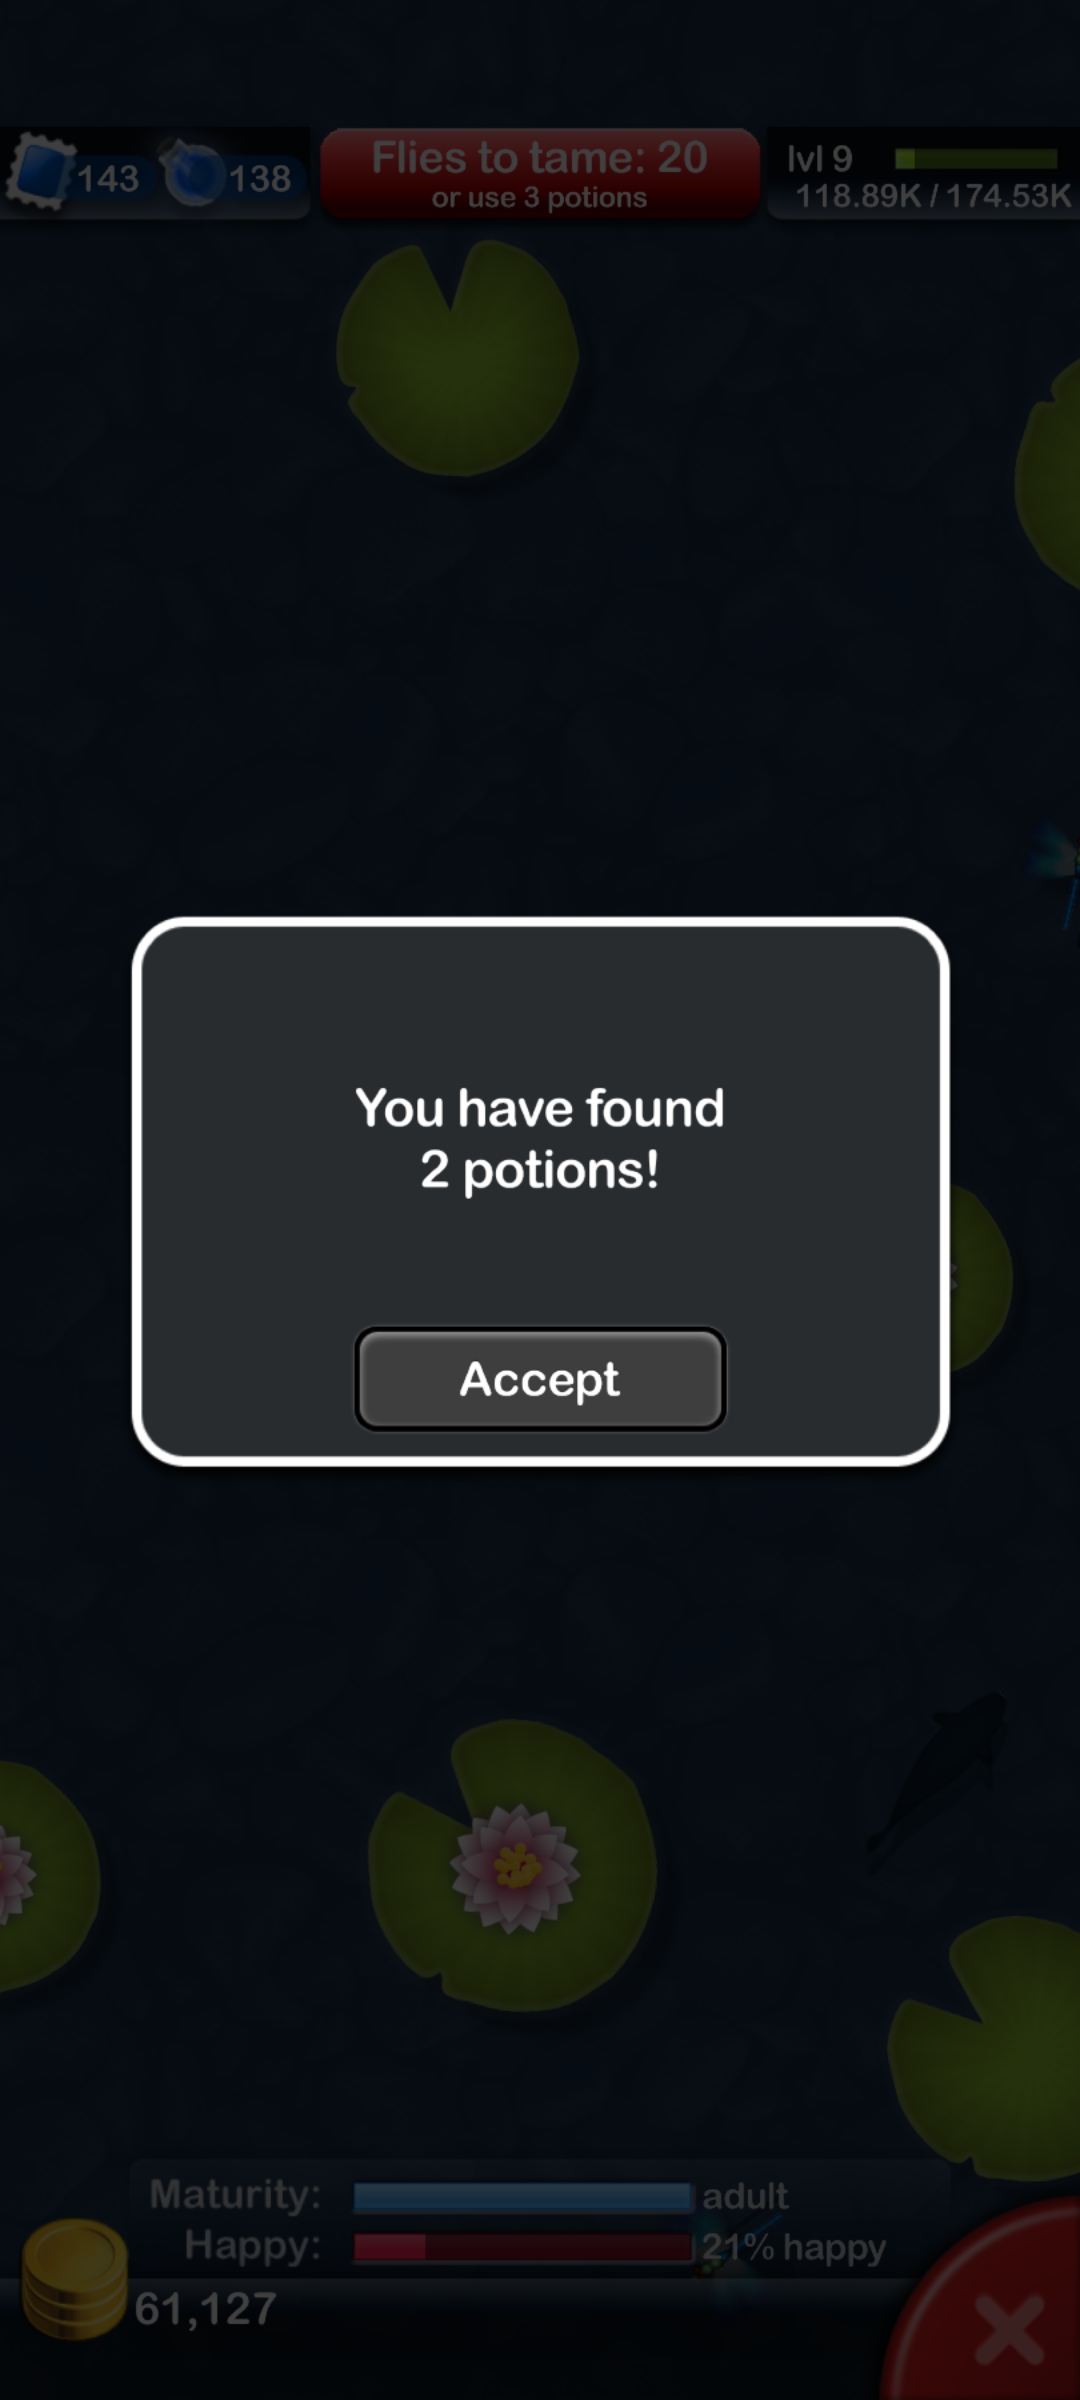 143
138
Flies to tame: 20
or use 3 potions
lvl 9
118.89K / 174.53K
You have found
2 potions!
Accept
Maturity: adult
Happy: 21% happy
61,127